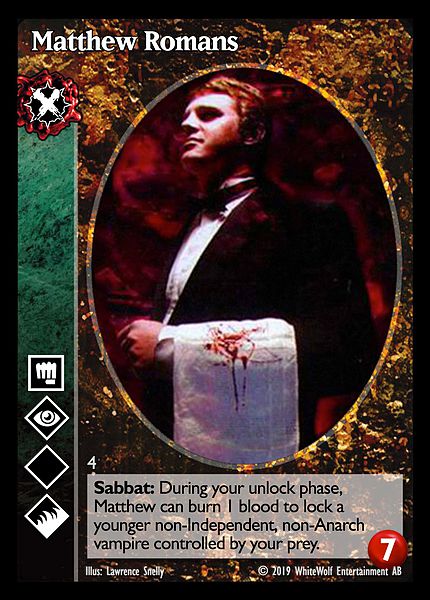 Matthew Romans
4
Sabbat: During your unlock phase,
Matthew can burn 1 blood to lock a
younger non-Independent, non-Anarch
vampire controlled by your prey.
7
Illus: Lawrence Snelly
© 2019 WhiteWolf Entertainment AB